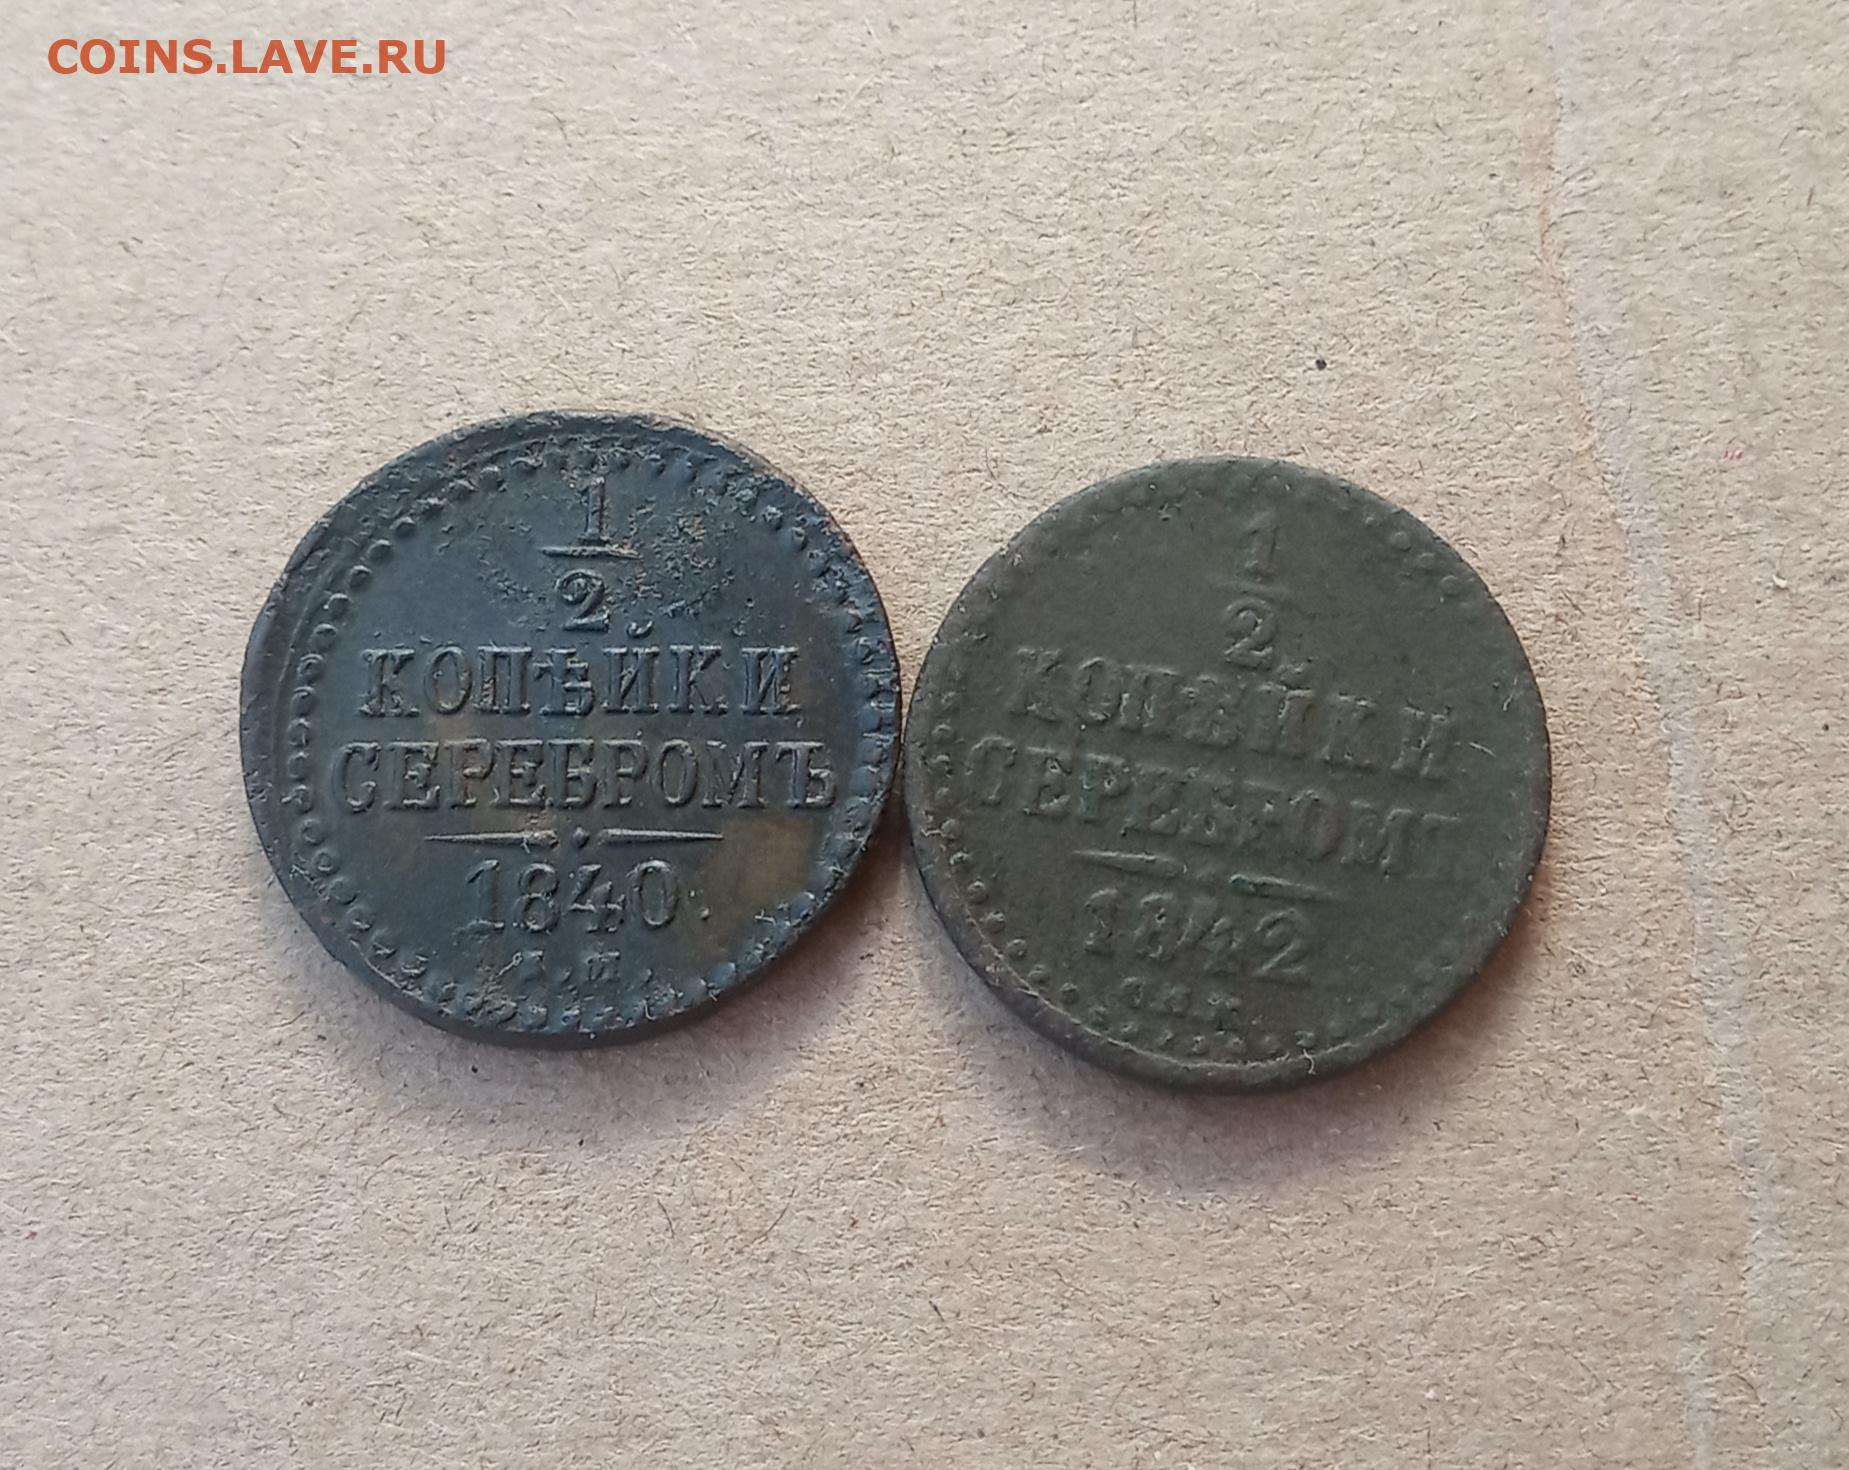 COINS.LAVE.RU
1
2
КОПѢЙКИ
СЕРЕБРОМЪ
1840.
1
2
КОПѢЙКИ
СЕРЕБРОМЪ
1842